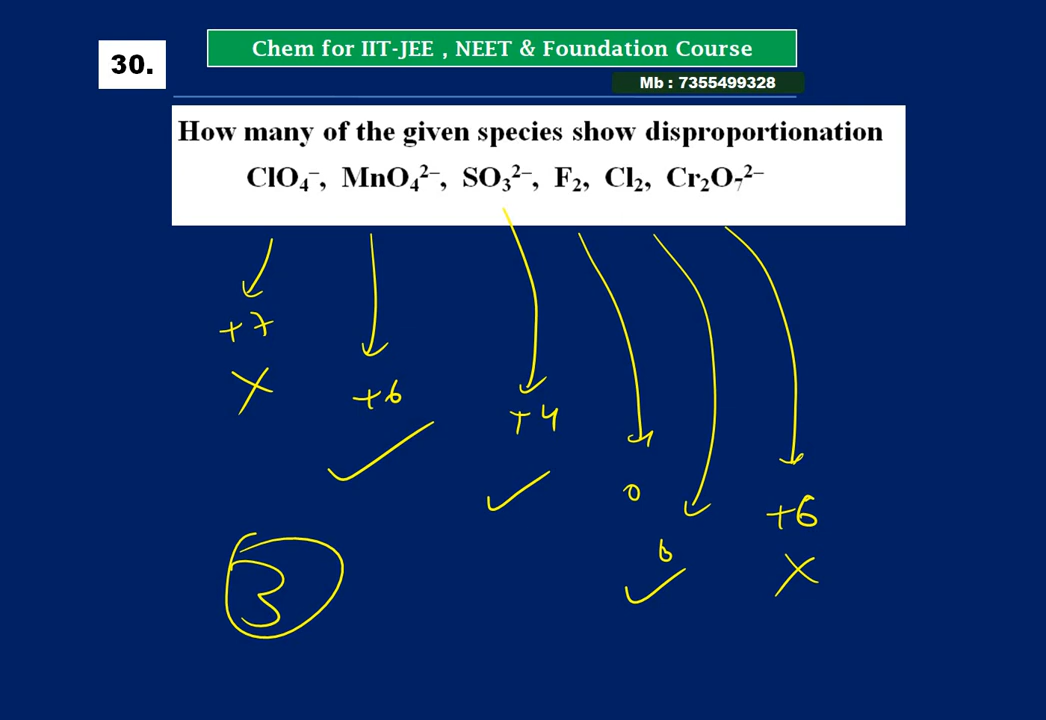 Chem for IIT-JEE , NEET & Foundation Course
30.
Mb : 7355499328
How many of the given species show disproportionation
ClO₄⁻, MnO₄²⁻, SO₃²⁻, F₂, Cl₂, Cr₂O₇²⁻
+7
+6
+4
0
+6
0
3